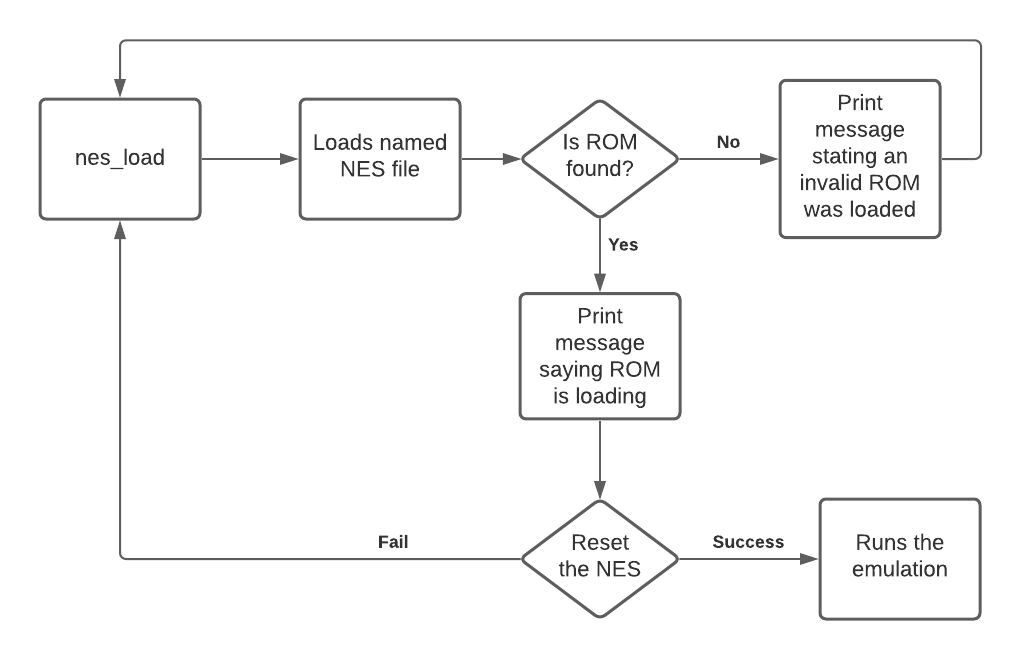 nes_load
Loads named
NES file
Is ROM
found?
No
Print
message
stating an
invalid ROM
was loaded
Yes
Print
message
saying ROM
is loading
Fail
Reset
the NES
Success
Runs the
emulation